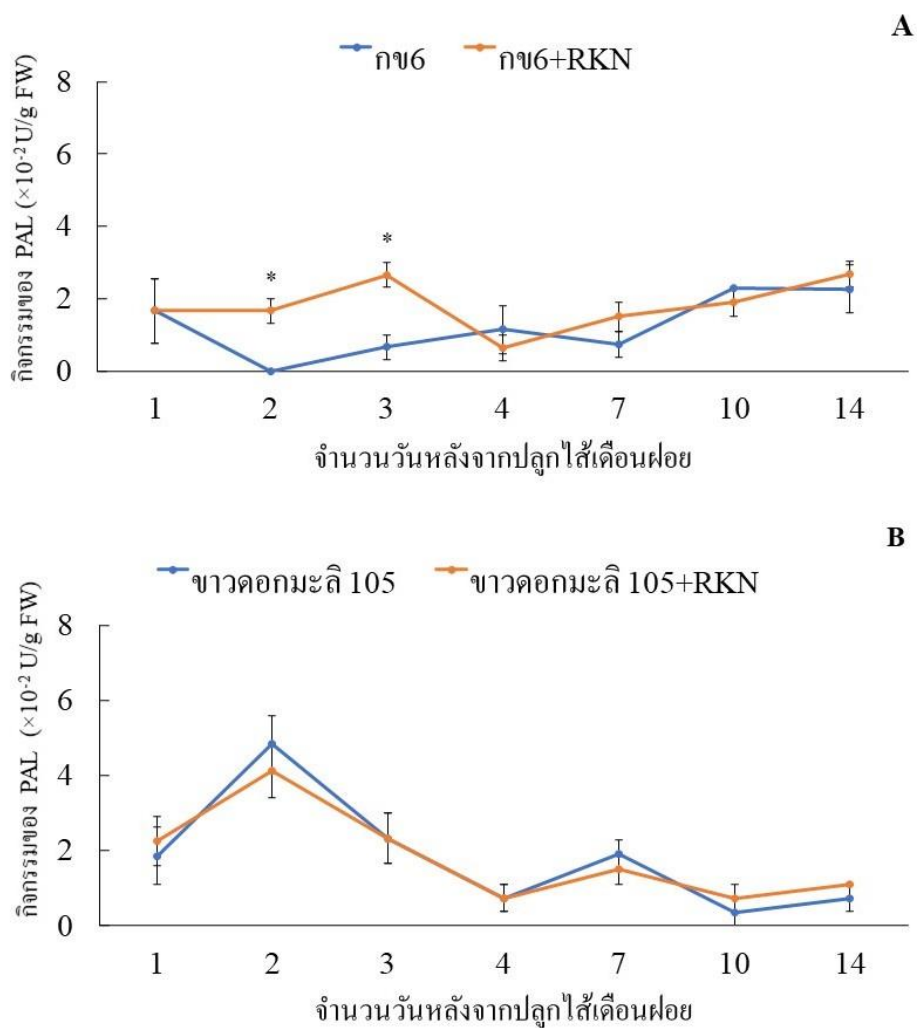 A
กข6 กข6+RKN
กิจกรรมของ PAL (×10⁻² U/g FW)
8
6
4
* *
2
0
1 2 3 4 7 10 14
จำนวนวันหลังจากปลูกไส้เดือนฝอย
B
ขาวดอกมะลิ 105 ขาวดอกมะลิ 105+RKN
กิจกรรมของ PAL (×10⁻² U/g FW)
8
6
4
2
0
1 2 3 4 7 10 14
จำนวนวันหลังจากปลูกไส้เดือนฝอย